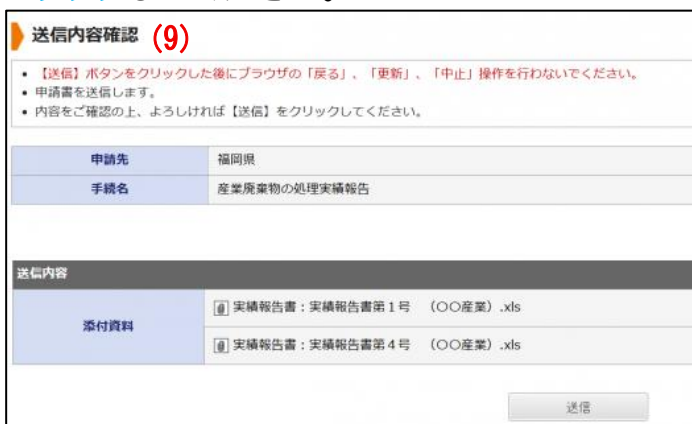 送信内容確認 (9)
• 【送信】ボタンをクリックした後にブラウザの「戻る」、「更新」、「中止」操作を行わないでください。
• 申請書を送信します。
• 内容をご確認の上、よろしければ【送信】をクリックしてください。
申請先 福岡県
手続名 産業廃棄物の処理実績報告
送信内容
添付資料
実績報告書：実績報告書第1号 （〇〇産業）.xls
実績報告書：実績報告書第4号 （〇〇産業）.xls
送信